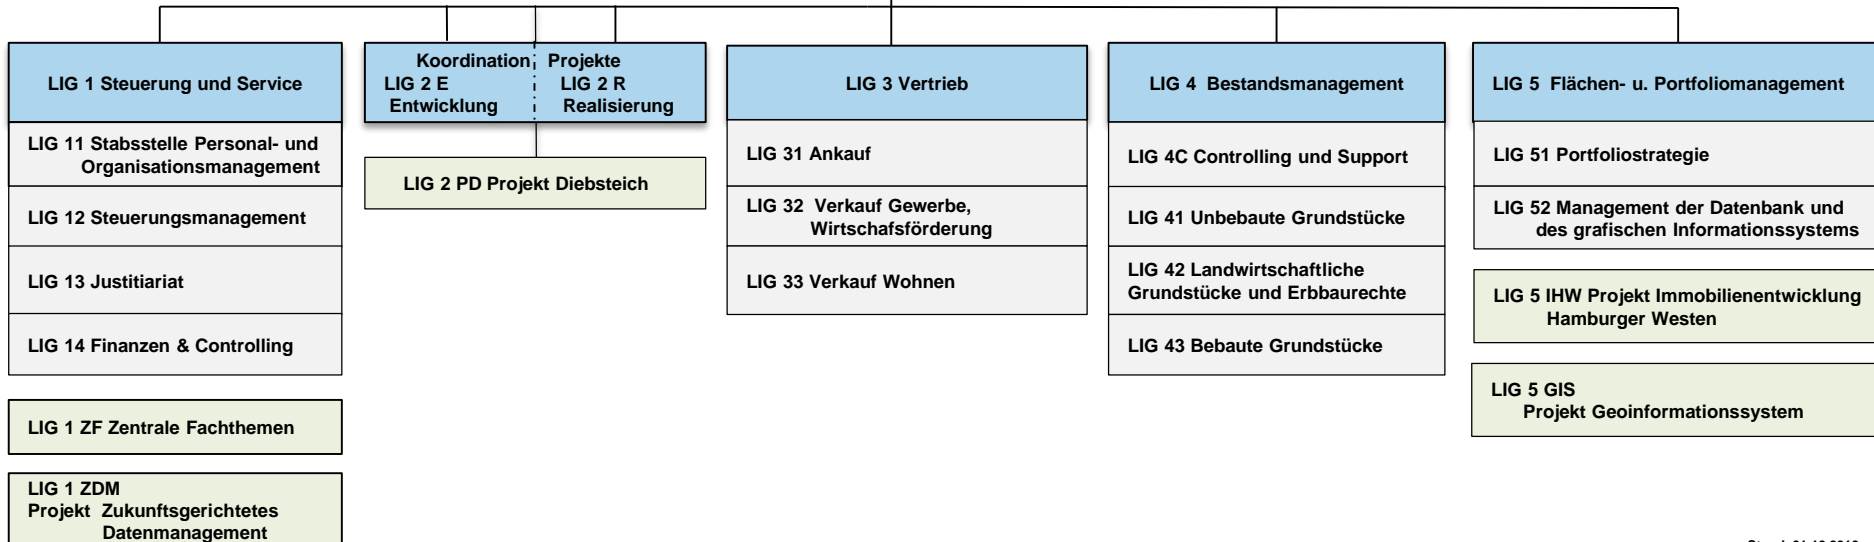 LIG 1 Steuerung und Service
LIG 11 Stabsstelle Personal- und
Organisationsmanagement
LIG 12 Steuerungsmanagement
LIG 13 Justitiariat
LIG 14 Finanzen & Controlling
LIG 1 ZF Zentrale Fachthemen
LIG 1 ZDM
Projekt Zukunftsgerichtetes
Datenmanagement
Koordination Projekte
LIG 2 E LIG 2 R
Entwicklung Realisierung
LIG 2 PD Projekt Diebsteich
LIG 3 Vertrieb
LIG 31 Ankauf
LIG 32 Verkauf Gewerbe,
Wirtschafsförderung
LIG 33 Verkauf Wohnen
LIG 4 Bestandsmanagement
LIG 4C Controlling und Support
LIG 41 Unbebaute Grundstücke
LIG 42 Landwirtschaftliche
Grundstücke und Erbbaurechte
LIG 43 Bebaute Grundstücke
LIG 5 Flächen- u. Portfoliomanagement
LIG 51 Portfoliostrategie
LIG 52 Management der Datenbank und
des grafischen Informationssystems
LIG 5 IHW Projekt Immobilienentwicklung
Hamburger Westen
LIG 5 GIS
Projekt Geoinformationssystem